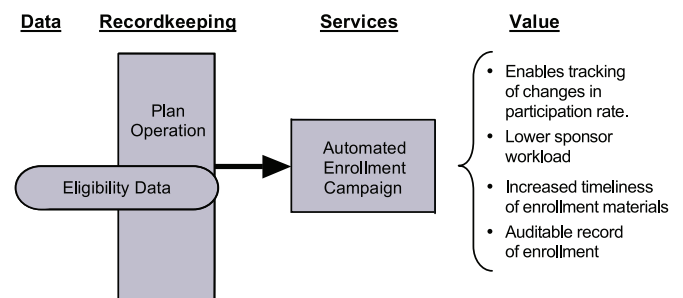 Data Recordkeeping Services Value
Plan
Operation
Eligibility Data
Automated
Enrollment
Campaign
• Enables tracking
of changes in
participation rate.
• Lower sponsor
workload
• Increased timeliness
of enrollment materials
• Auditable record
of enrollment